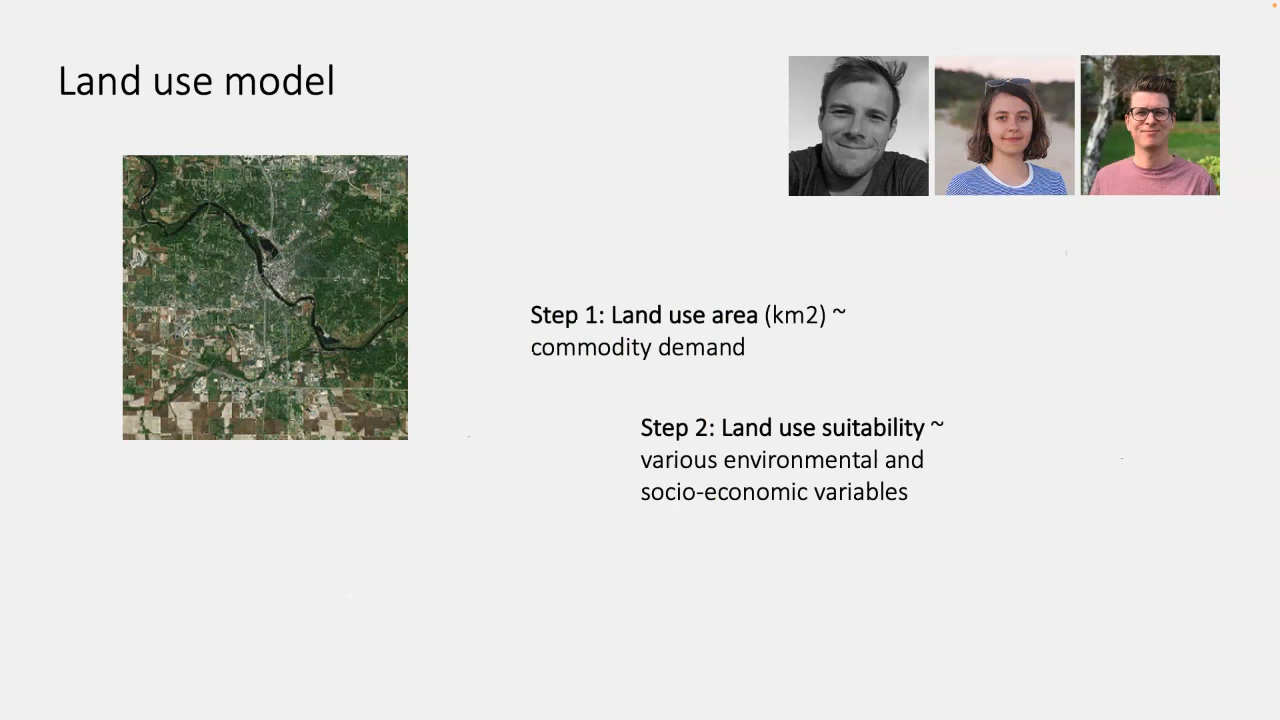 Land use model
Step 1: Land use area (km2) ~
commodity demand
Step 2: Land use suitability ~
various environmental and
socio-economic variables